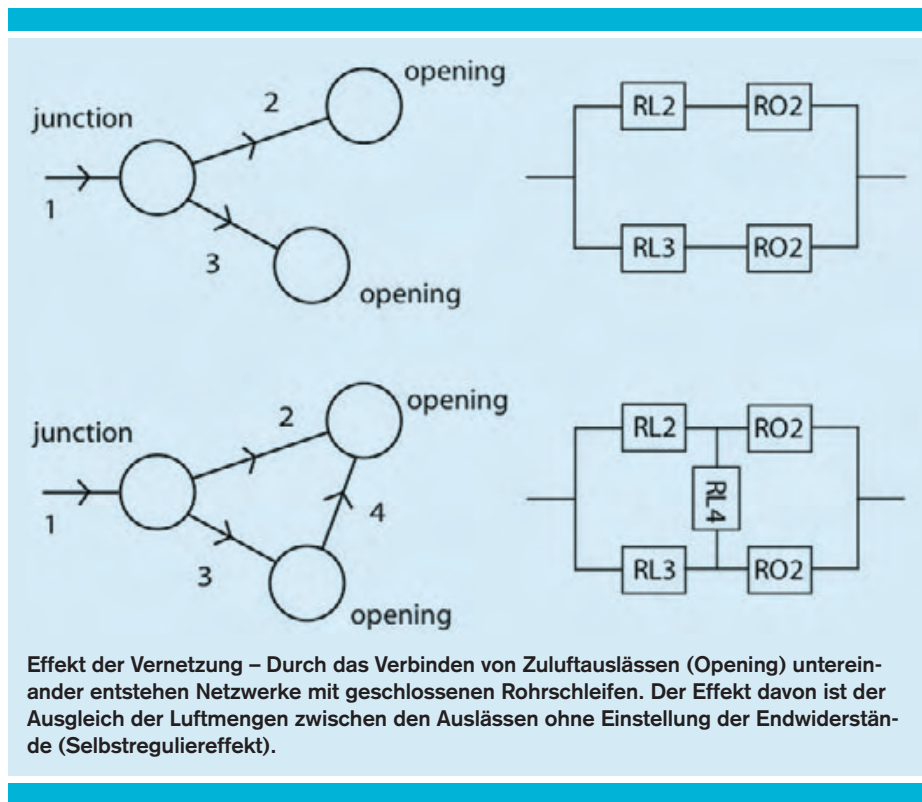 opening
2
junction
1
3
opening
RL2 RO2
RL3 RO2
opening
2
junction
1
4
3
opening
RL2 RO2
RL4
RL3 RO2
Effekt der Vernetzung – Durch das Verbinden von Zuluftauslässen (Opening) unterein-
ander entstehen Netzwerke mit geschlossenen Rohrschleifen. Der Effekt davon ist der
Ausgleich der Luftmengen zwischen den Auslässen ohne Einstellung der Endwiderstän-
de (Selbstreguliereffekt).